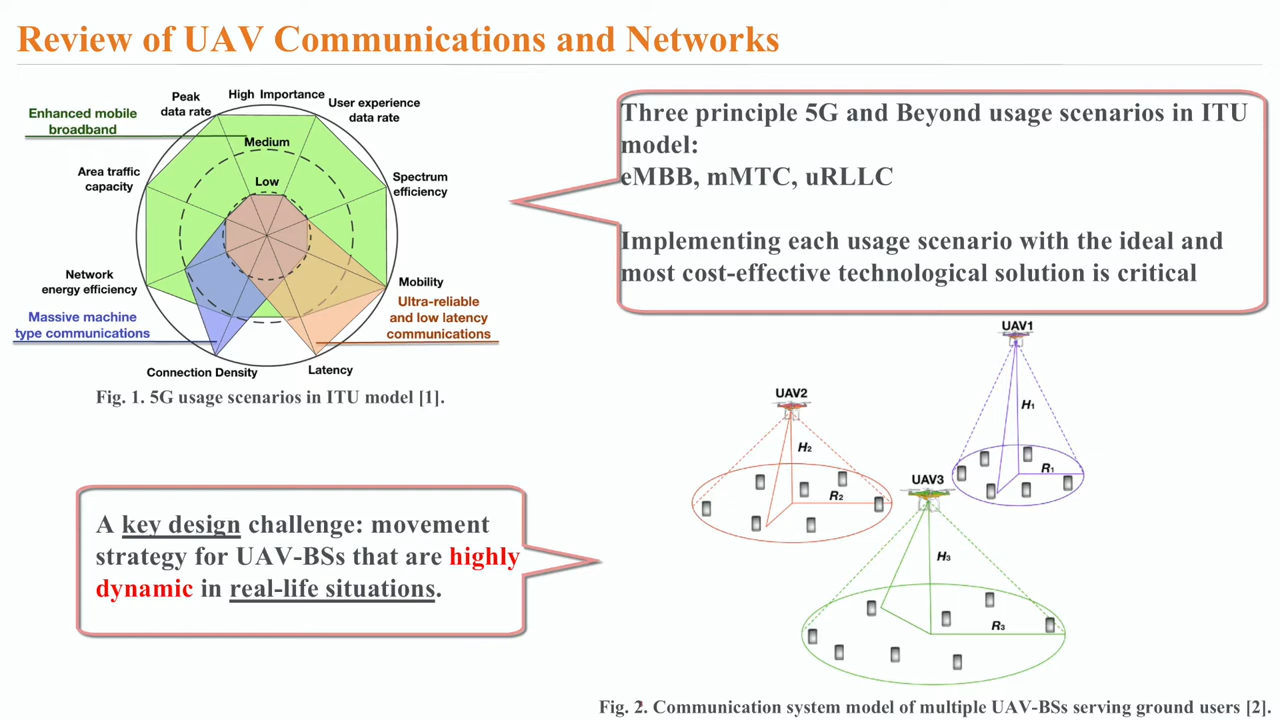 Review of UAV Communications and Networks
Peak
data rate
High Importance
User experience
data rate
Enhanced mobile
broadband
Medium
Area traffic
capacity
Low
Spectrum
efficiency
Network
energy efficiency
Mobility
Massive machine
type communications
Ultra-reliable
and low latency
communications
Connection Density
Latency
Fig. 1. 5G usage scenarios in ITU model [1].
Three principle 5G and Beyond usage scenarios in ITU
model:
eMBB, mMTC, uRLLC
Implementing each usage scenario with the ideal and
most cost-effective technological solution is critical
UAV1
H1
R1
UAV2
H2
R2
UAV3
H3
R3
A key design challenge: movement
strategy for UAV-BSs that are highly
dynamic in real-life situations.
Fig. 2. Communication system model of multiple UAV-BSs serving ground users [2].